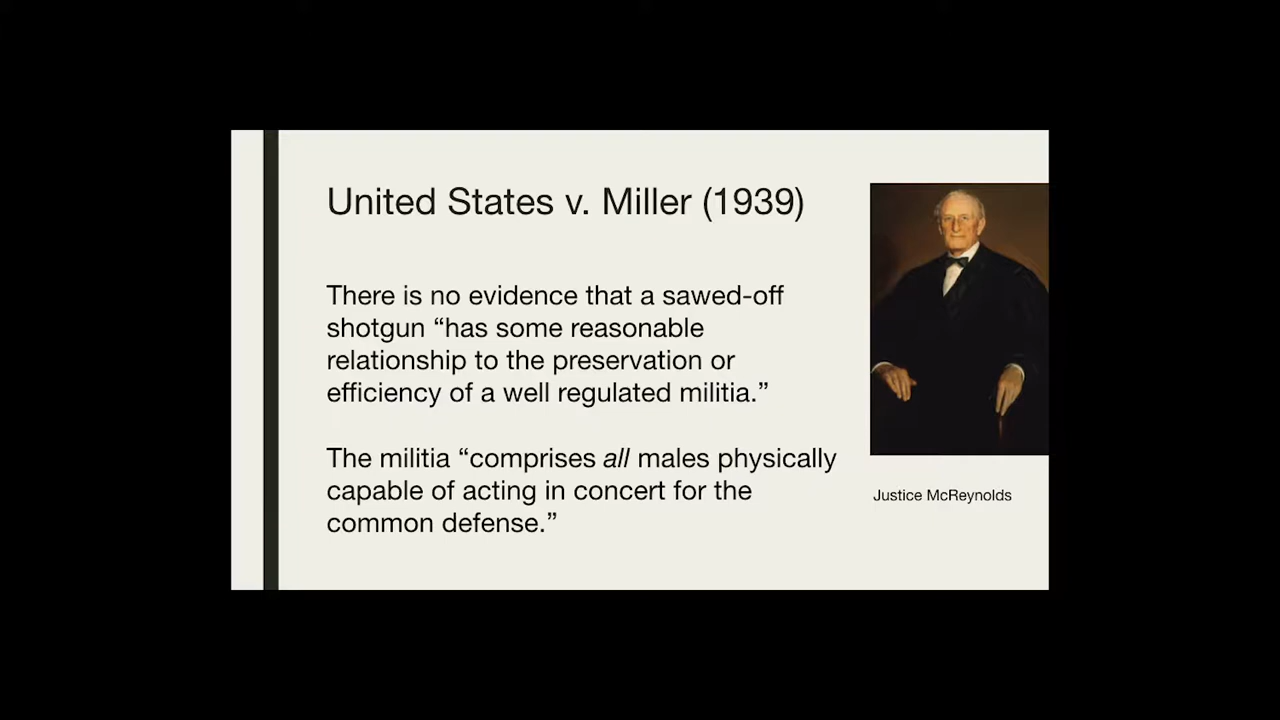 United States v. Miller (1939)
There is no evidence that a sawed-off
shotgun “has some reasonable
relationship to the preservation or
efficiency of a well regulated militia.”
The militia “comprises all males physically
capable of acting in concert for the
common defense.”
Justice McReynolds